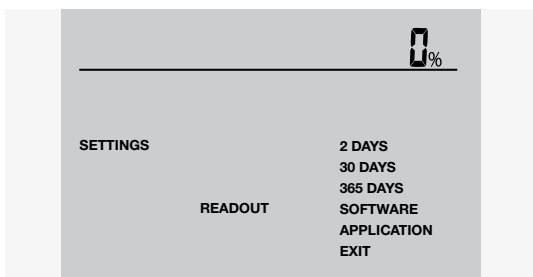 0%
SETTINGS 2 DAYS
30 DAYS
365 DAYS
READOUT SOFTWARE
APPLICATION
EXIT